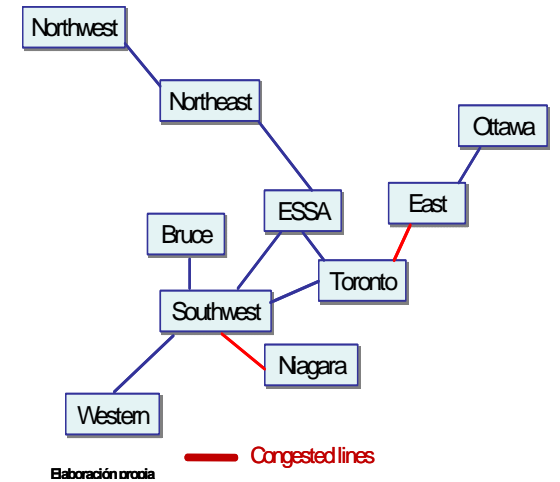 Northwest
Northeast
Ottawa
ESSA
East
Bruce
Toronto
Southwest
Niagara
Western
Congested lines
Elaboración propia